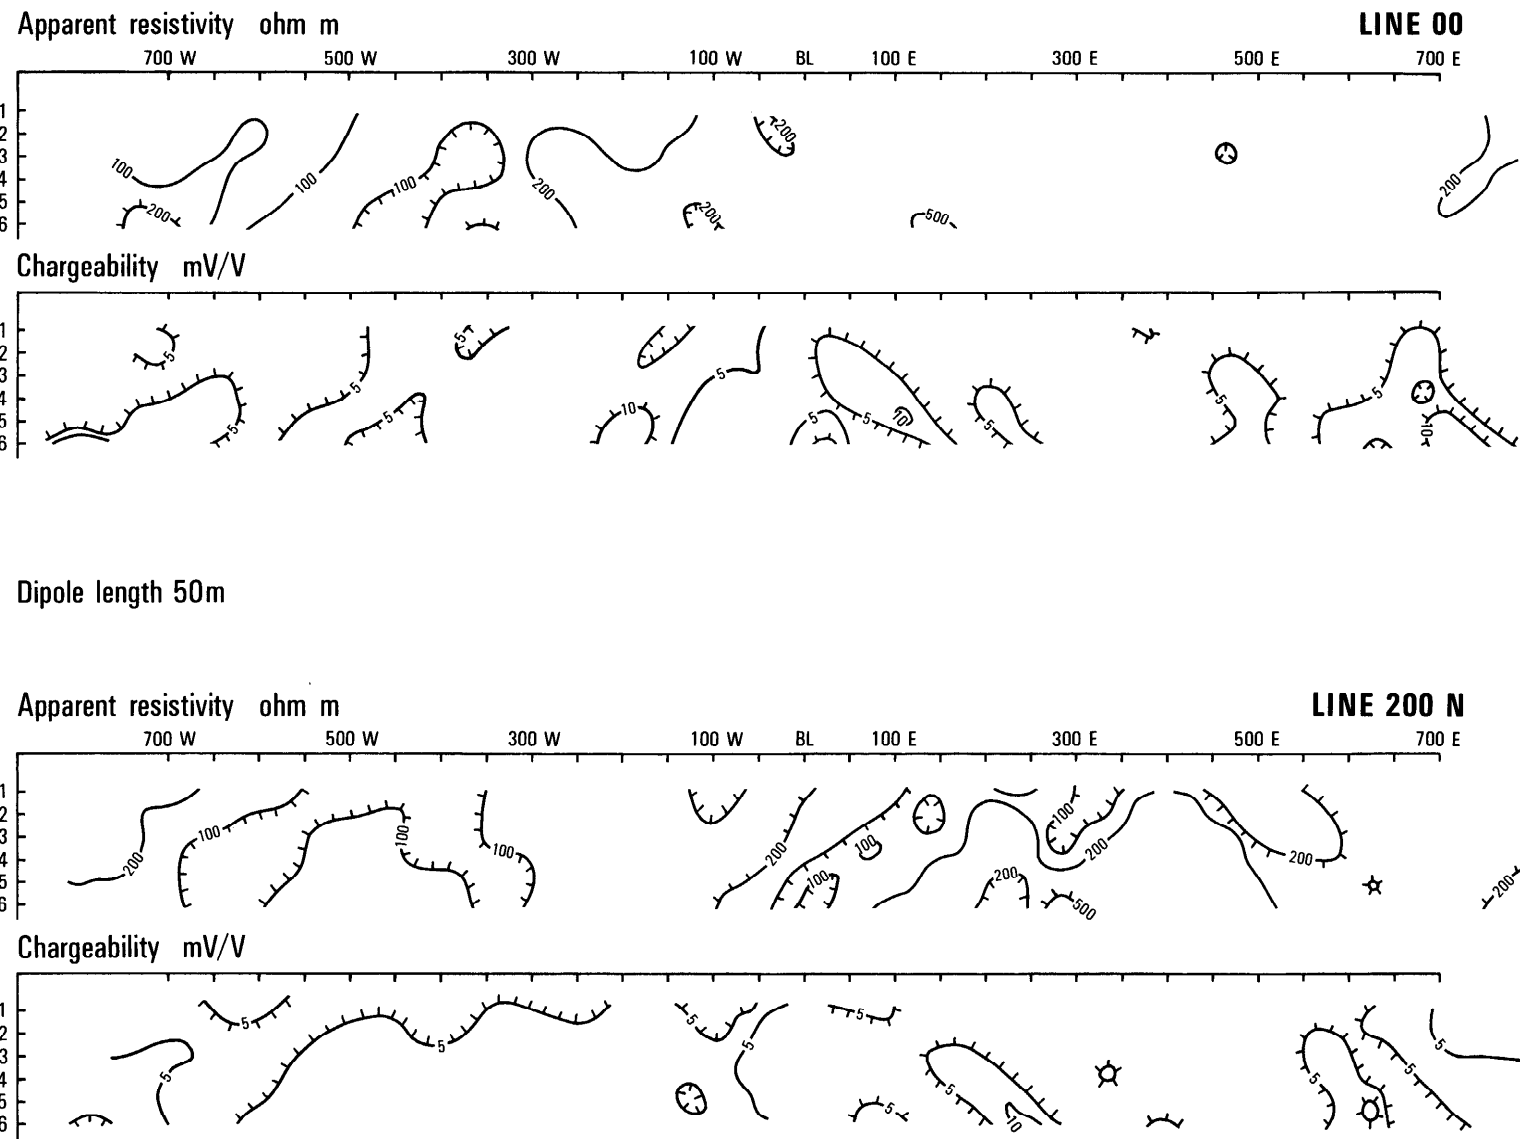 Apparent resistivity ohm m LINE 00
700 W 500 W 300 W 100 W BL 100 E 300 E 500 E 700 E
1
2 200
3 100
4 100 100 200 200
5 200 200 500
6
Chargeability mV/V
1 5
2 5
3 5 5 5
4 5 10 10 5
5 5 5 5 5 10
6
Dipole length 50m
Apparent resistivity ohm m LINE 200 N
700 W 500 W 300 W 100 W BL 100 E 300 E 500 E 700 E
1
2 100
3 100 100
4 200 100 200 100 200 200
5 100 200 200
6 500
Chargeability mV/V
1 5
2 5 5
3 5 5 5
4 5 5
5 5 5 5
6 10